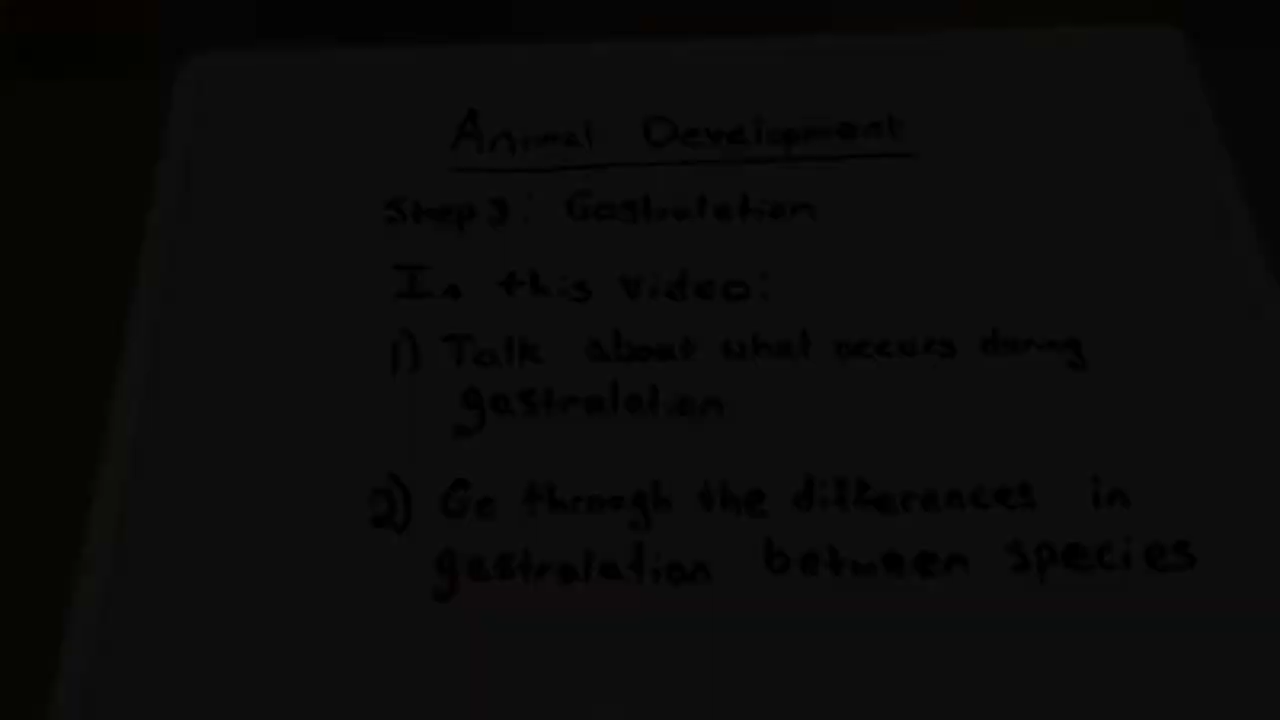 Animal Development
Step 3: Gastrulation
In this video:
1) Talk about what occurs during
gastrulation
2) Go through the differences in
gastrulation between species